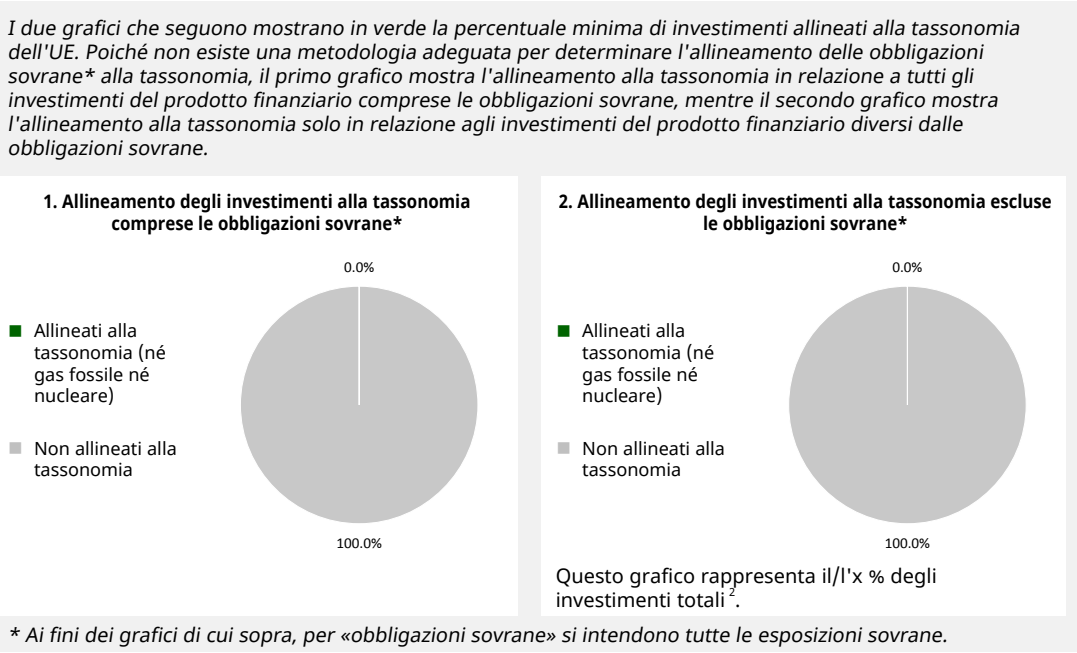 I due grafici che seguono mostrano in verde la percentuale minima di investimenti allineati alla tassonomia
dell'UE. Poiché non esiste una metodologia adeguata per determinare l'allineamento delle obbligazioni
sovrane* alla tassonomia, il primo grafico mostra l'allineamento alla tassonomia in relazione a tutti gli
investimenti del prodotto finanziario comprese le obbligazioni sovrane, mentre il secondo grafico mostra
l'allineamento alla tassonomia solo in relazione agli investimenti del prodotto finanziario diversi dalle
obbligazioni sovrane.
1. Allineamento degli investimenti alla tassonomia
comprese le obbligazioni sovrane*
0.0%
Allineati alla
tassonomia (né
gas fossile né
nucleare)
Non allineati alla
tassonomia
100.0%
2. Allineamento degli investimenti alla tassonomia escluse
le obbligazioni sovrane*
0.0%
Allineati alla
tassonomia (né
gas fossile né
nucleare)
Non allineati alla
tassonomia
100.0%
Questo grafico rappresenta il/l'x % degli
investimenti totali ².
* Ai fini dei grafici di cui sopra, per «obbligazioni sovrane» si intendono tutte le esposizioni sovrane.